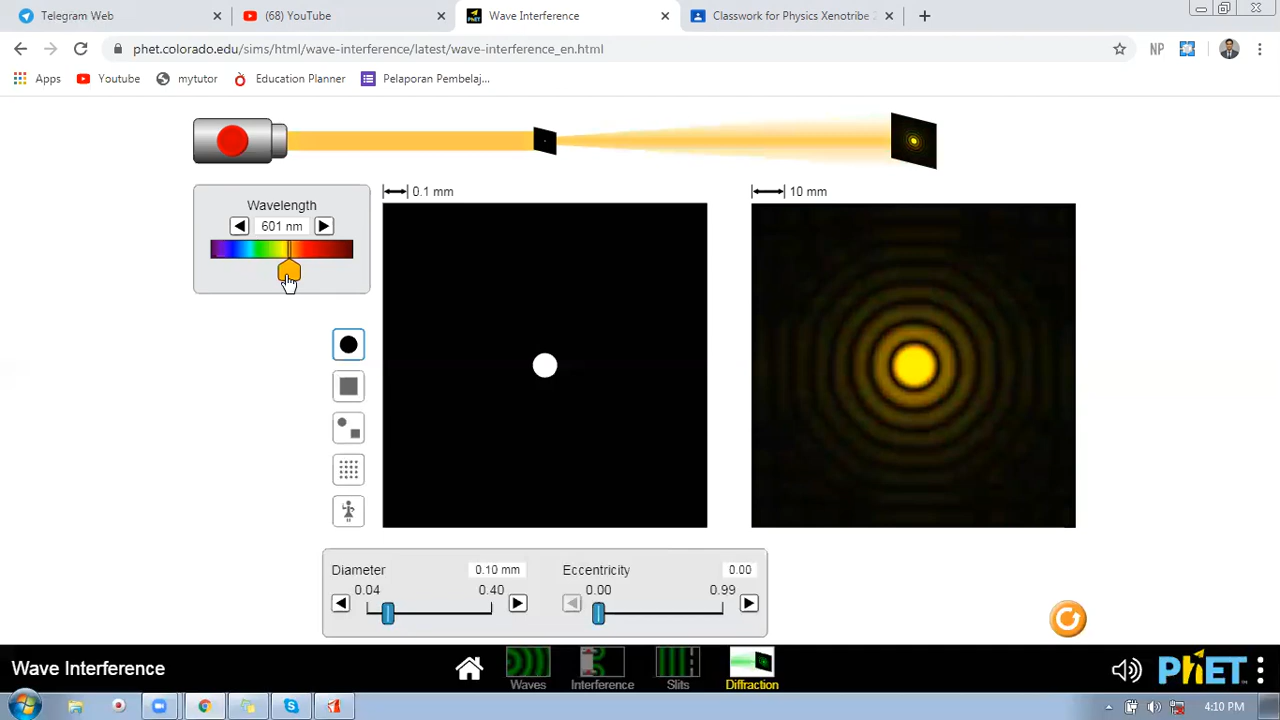 Telegram Web
(68) YouTube
Wave Interference
Classwork for Physics Xenotribe 2
phet.colorado.edu/sims/html/wave-interference/latest/wave-interference_en.html
NP
Apps
Youtube
mytutor
Education Planner
Pelaporan Pembelaj...
0.1 mm
10 mm
Wavelength
601 nm
Diameter
0.10 mm
Eccentricity
0.00
0.04
0.40
0.00
0.99
Wave Interference
Waves
Interference
Slits
Diffraction
PhET
4:10 PM